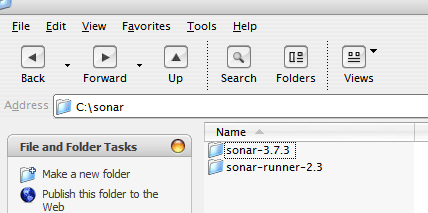 File Edit View Favorites Tools Help
Back Forward Up Search Folders Views
Address C:\sonar
File and Folder Tasks
Make a new folder
Publish this folder to the
Web
Name
sonar-3.7.3
sonar-runner-2.3